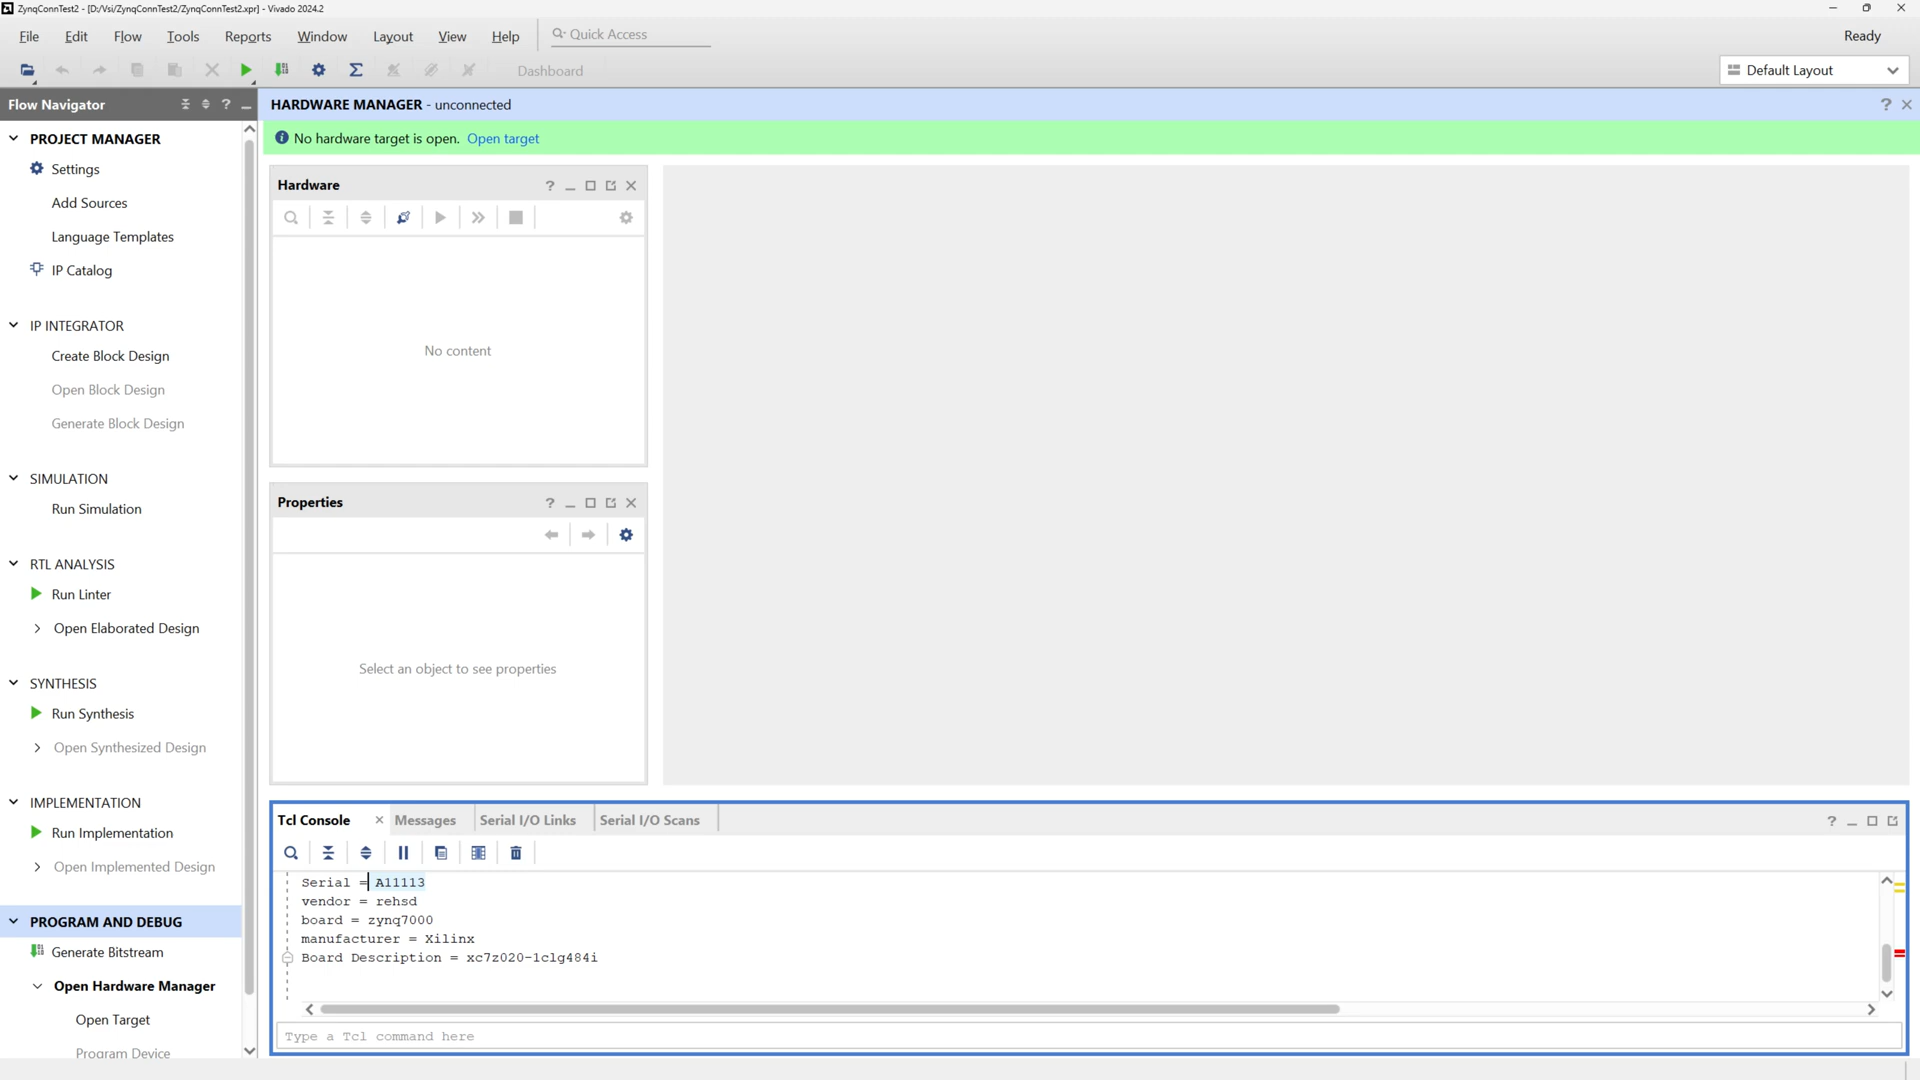 ZynqConnTest2 - [D:/Vsi/ZynqConnTest2/ZynqConnTest2.xpr] - Vivado 2024.2
File Edit Flow Tools Reports Window Layout View Help Quick Access Ready
Dashboard Default Layout
Flow Navigator
PROJECT MANAGER
Settings
Add Sources
Language Templates
IP Catalog
IP INTEGRATOR
Create Block Design
Open Block Design
Generate Block Design
SIMULATION
Run Simulation
RTL ANALYSIS
Run Linter
Open Elaborated Design
SYNTHESIS
Run Synthesis
Open Synthesized Design
IMPLEMENTATION
Run Implementation
Open Implemented Design
PROGRAM AND DEBUG
Generate Bitstream
Open Hardware Manager
Open Target
Program Device
HARDWARE MANAGER - unconnected
No hardware target is open. Open target
Hardware
No content
Properties
Select an object to see properties
Tcl Console Messages Serial I/O Links Serial I/O Scans
Serial = A11113
vendor = rehsd
board = zynq7000
manufacturer = Xilinx
Board Description = xc7z020-1clg484i
Type a Tcl command here